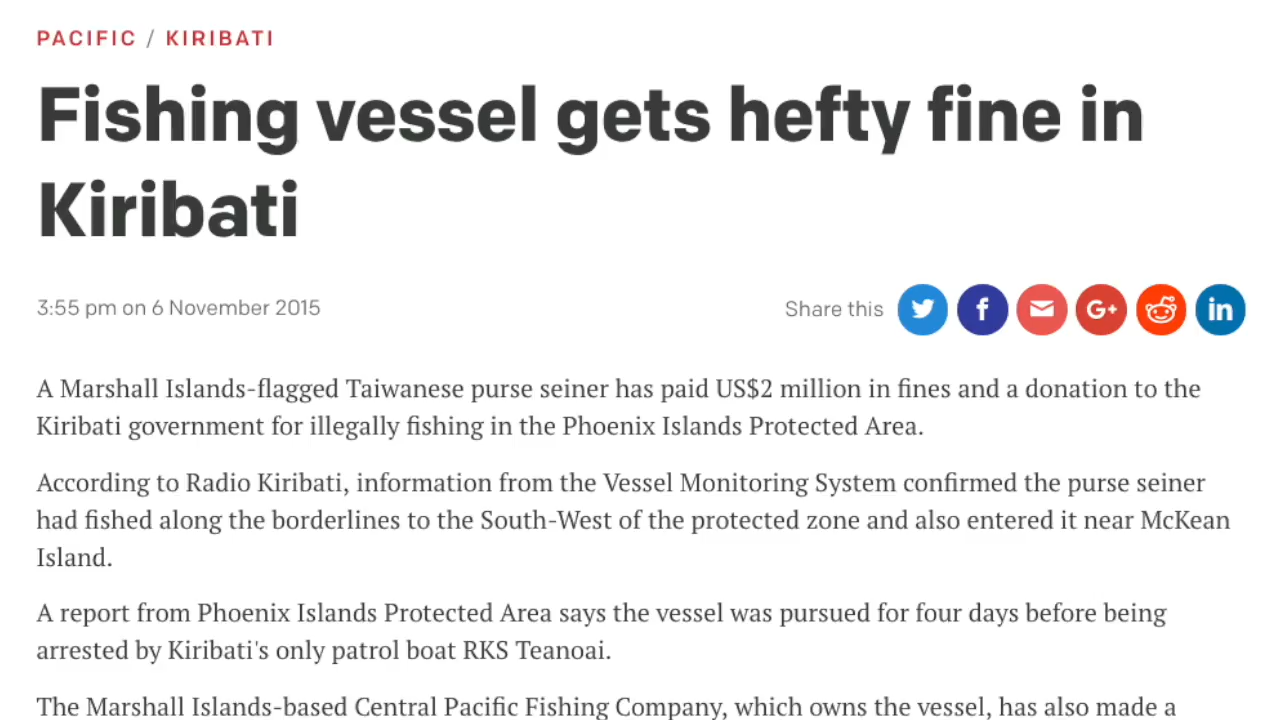 PACIFIC / KIRIBATI
Fishing vessel gets hefty fine in
Kiribati
3:55 pm on 6 November 2015
Share this
f
G+
in
A Marshall Islands-flagged Taiwanese purse seiner has paid US$2 million in fines and a donation to the
Kiribati government for illegally fishing in the Phoenix Islands Protected Area.
According to Radio Kiribati, information from the Vessel Monitoring System confirmed the purse seiner
had fished along the borderlines to the South-West of the protected zone and also entered it near McKean
Island.
A report from Phoenix Islands Protected Area says the vessel was pursued for four days before being
arrested by Kiribati's only patrol boat RKS Teanoai.
The Marshall Islands-based Central Pacific Fishing Company, which owns the vessel, has also made a